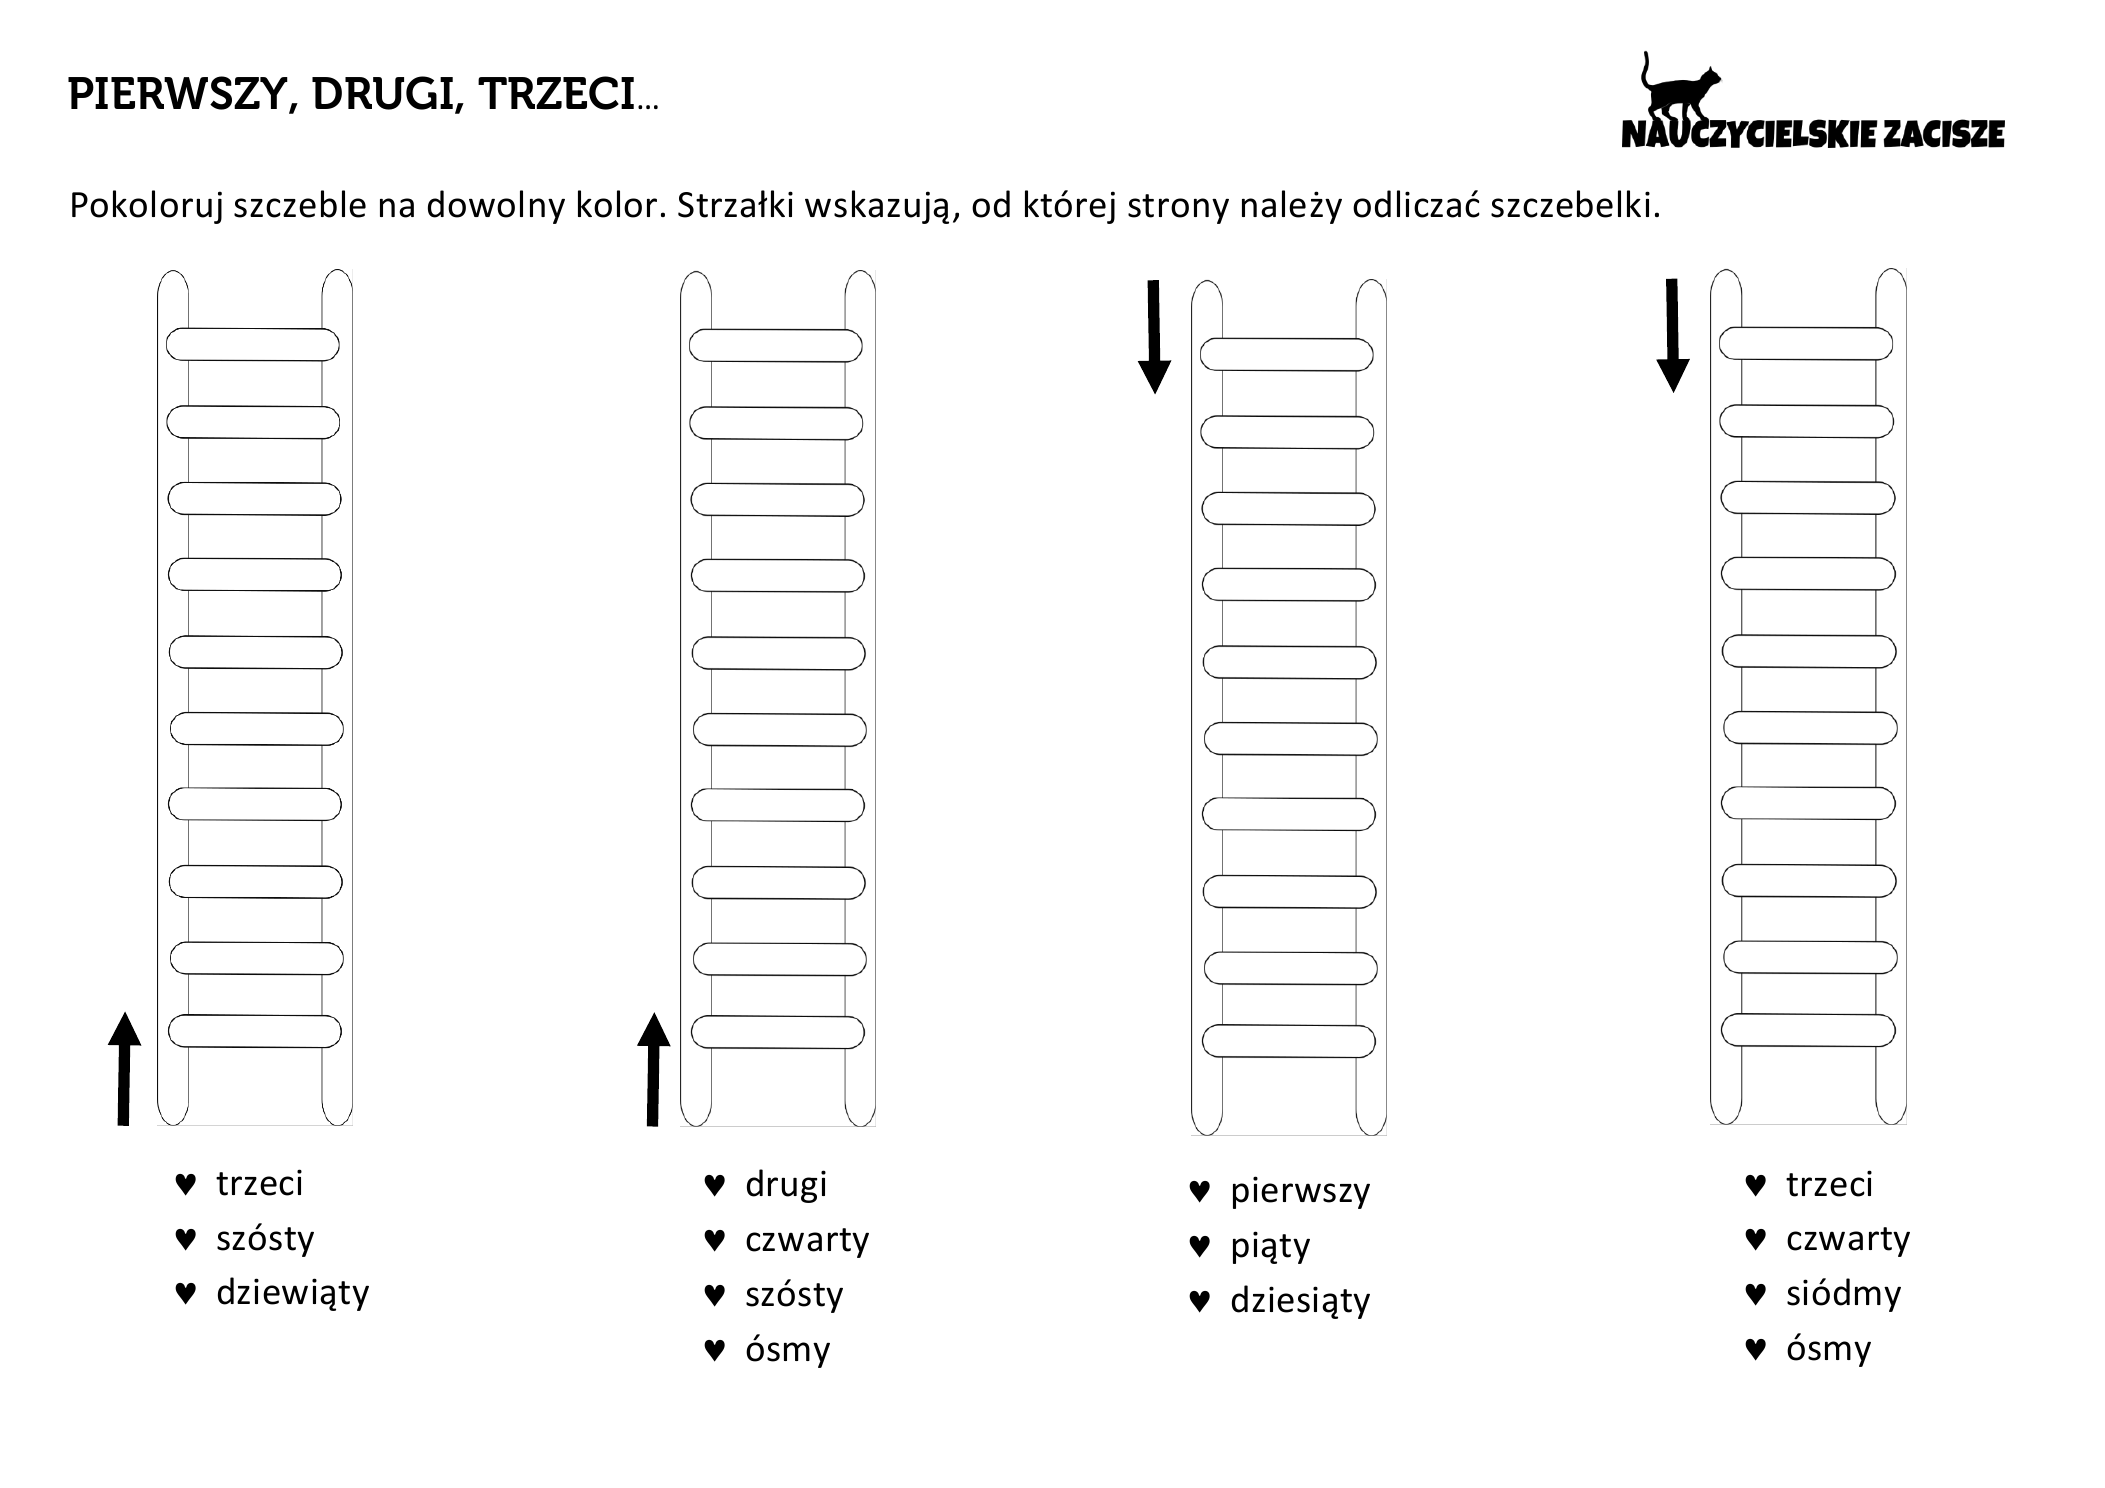 PIERWSZY, DRUGI, TRZECI...
NAUCZYCIELSKIE ZACISZE
Pokoloruj szczeble na dowolny kolor. Strzałki wskazują, od której strony należy odliczać szczebelki.
♥ trzeci
♥ szósty
♥ dziewiąty
♥ drugi
♥ czwarty
♥ szósty
♥ ósmy
♥ pierwszy
♥ piąty
♥ dziesiąty
♥ trzeci
♥ czwarty
♥ siódmy
♥ ósmy